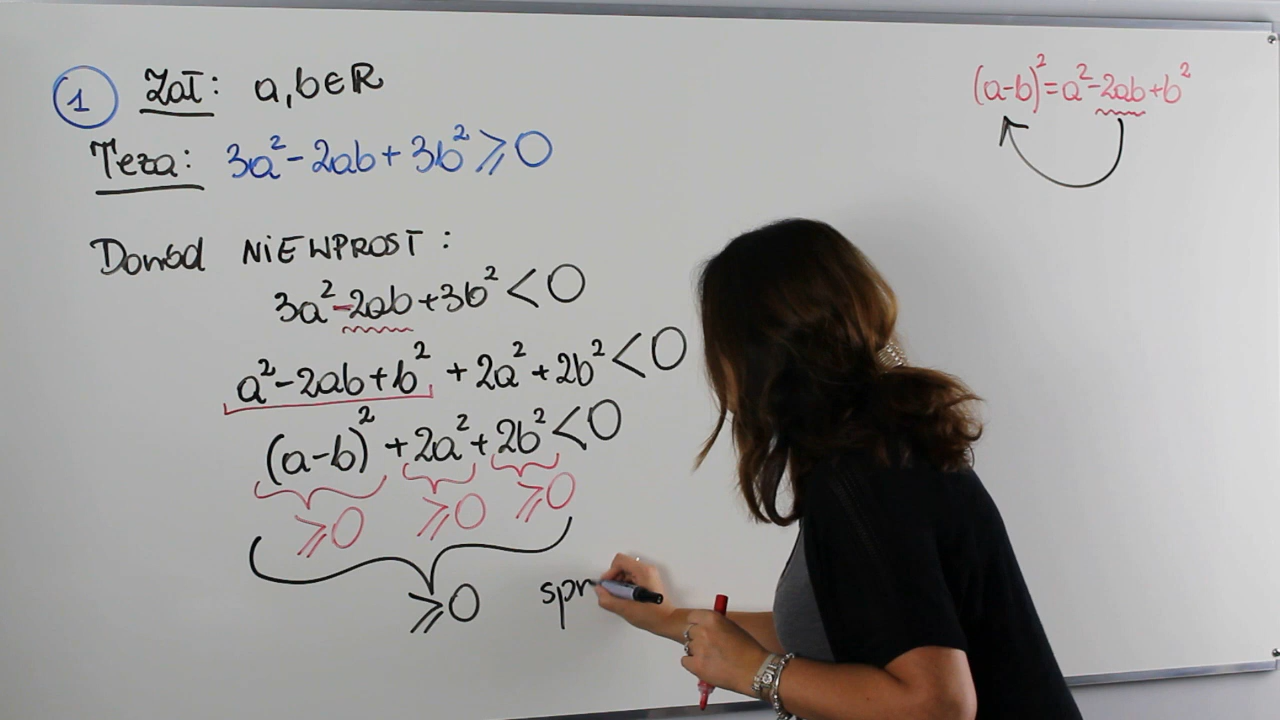 1 Zał: a,b∈R
Teza: 3a²-2ab+3b²⩾0
Dowód NiEWPROST:
3a²-2ab+3b²<0
a²-2ab+b²+2a²+2b²<0
(a-b)²+2a²+2b²<0
⩾0 ⩾0 ⩾0
⩾0 spr
(a-b)²=a²-2ab+b²